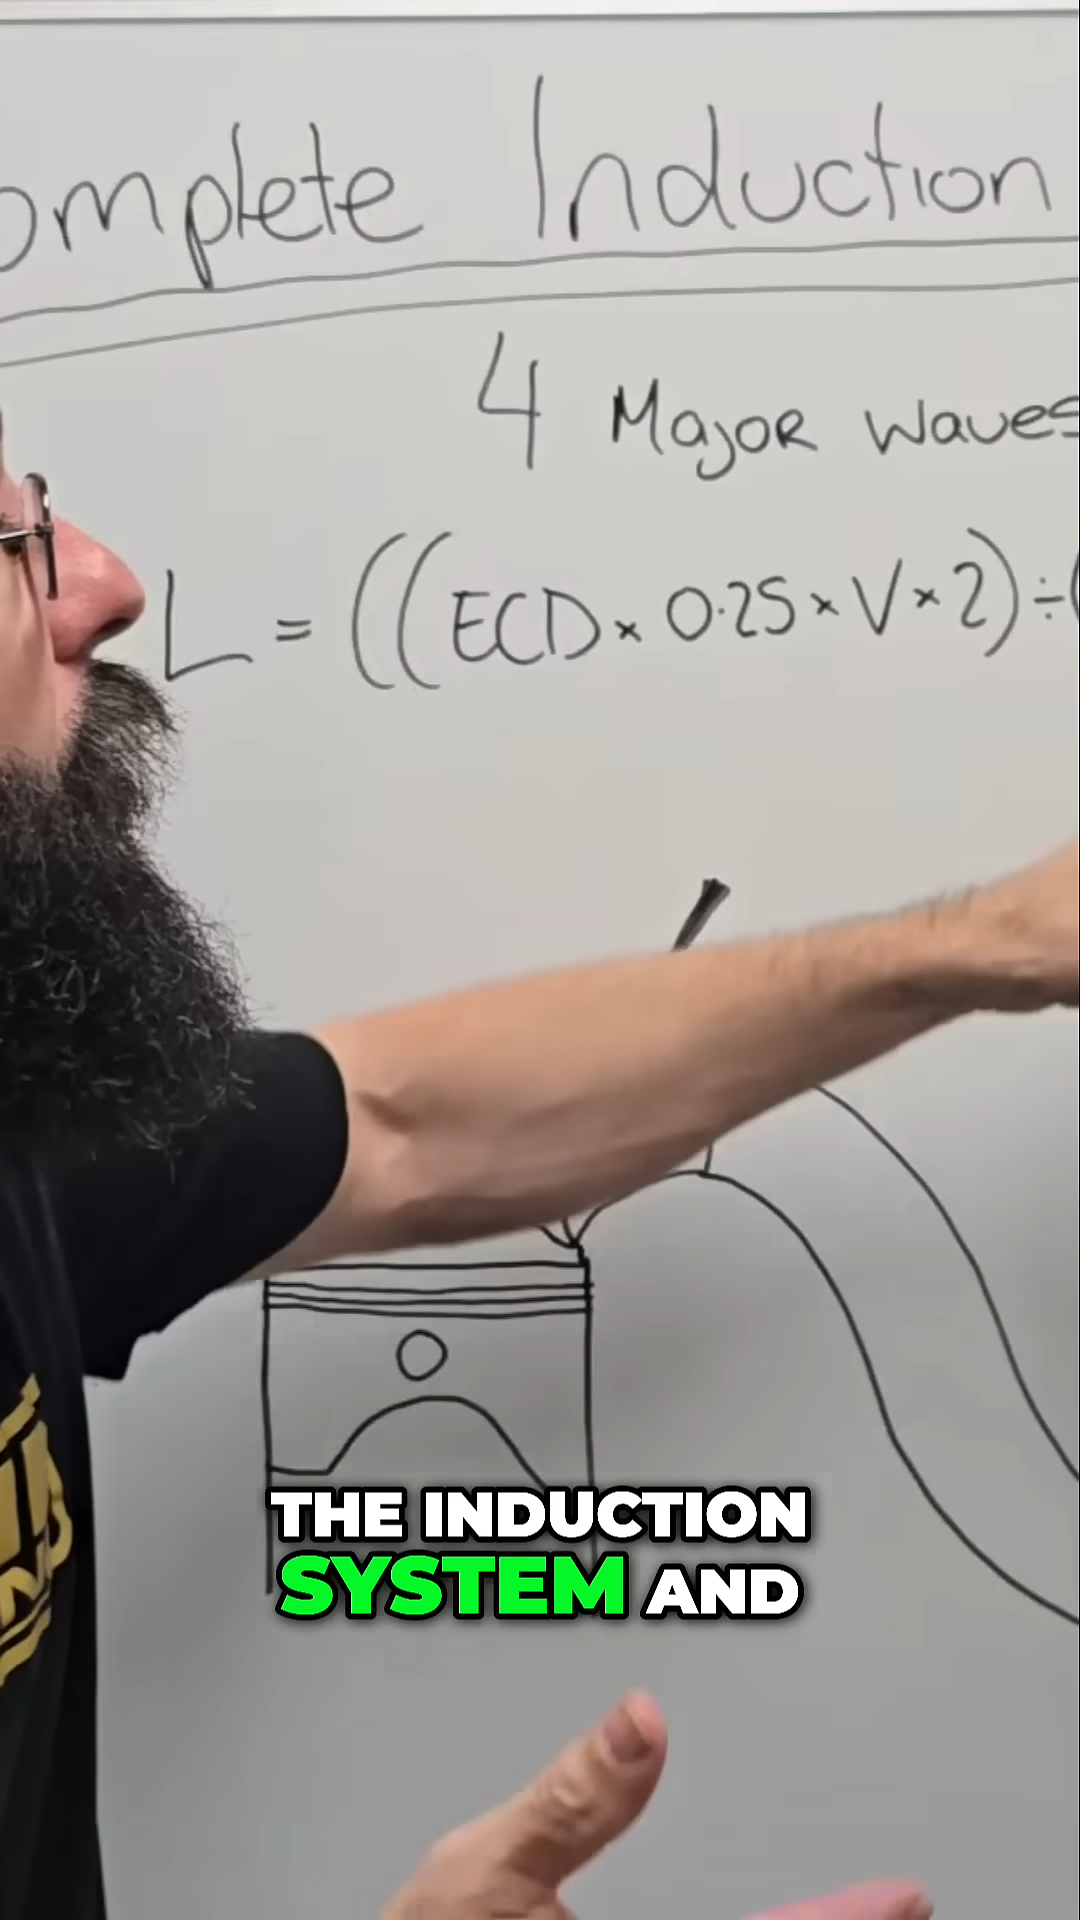 omplete Induction
4 Major waves
L = ((ECD × 0.25 × V × 2) ÷ (
THE INDUCTION
SYSTEM AND